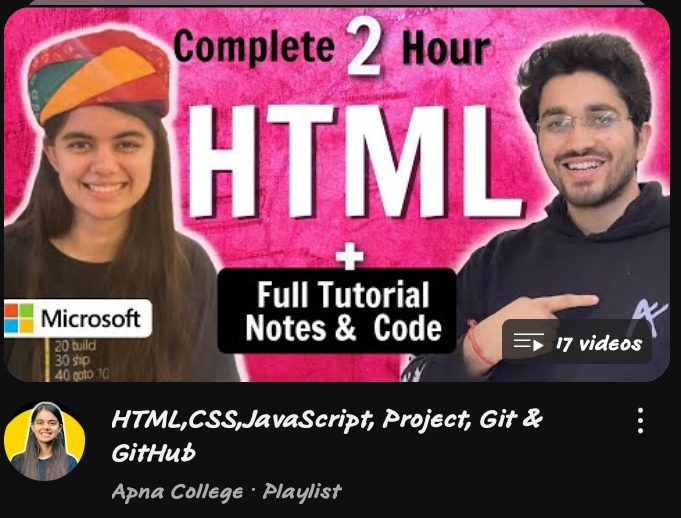 Complete 2 Hour
HTML
+
Full Tutorial
Notes & Code
Microsoft
20 build
30 ship
40 goto 10
17 videos
HTML,CSS,JavaScript, Project, Git &
GitHub
Apna College · Playlist